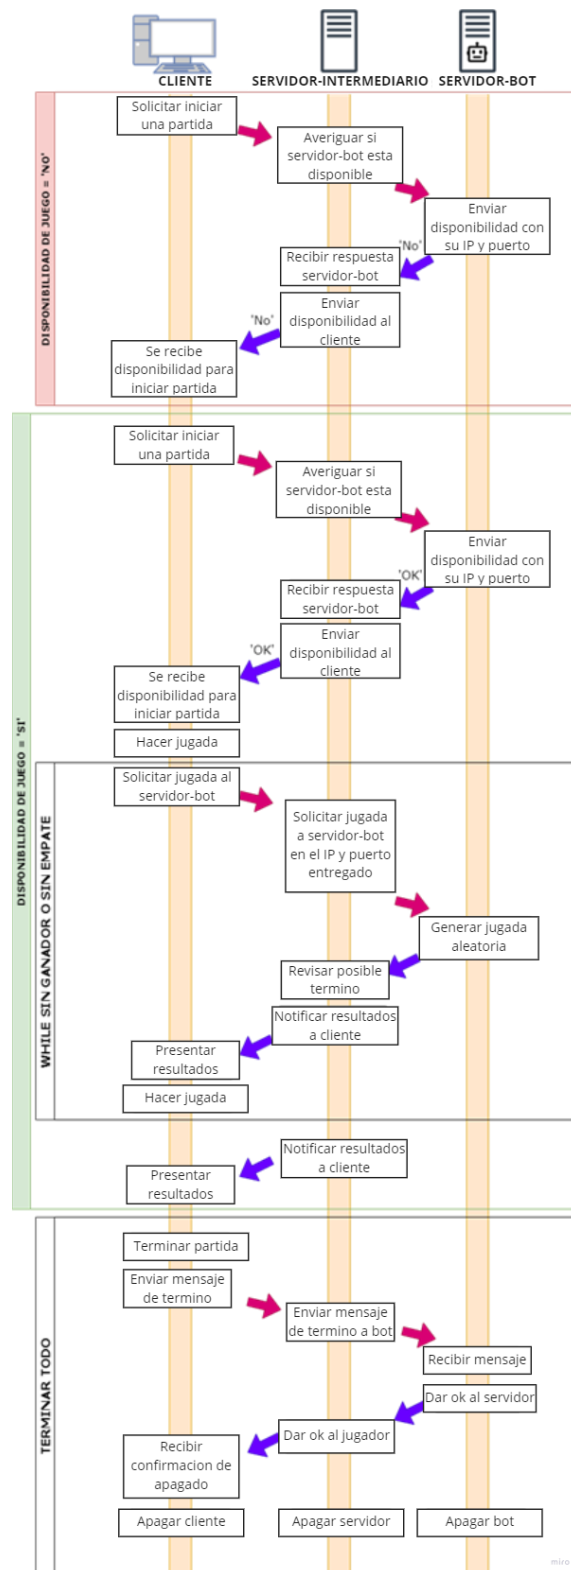 CLIENTE
SERVIDOR-INTERMEDIARIO
SERVIDOR-BOT
DISPONIBILIDAD DE JUEGO = 'NO'
Solicitar iniciar
una partida
Averiguar si
servidor-bot esta
disponible
Enviar
disponibilidad con
su IP y puerto
'No'
Recibir respuesta
servidor-bot
Enviar
disponibilidad al
cliente
'No'
Se recibe
disponibilidad para
iniciar partida
DISPONIBILIDAD DE JUEGO = 'SI'
Solicitar iniciar
una partida
Averiguar si
servidor-bot esta
disponible
Enviar
disponibilidad con
su IP y puerto
'OK'
Recibir respuesta
servidor-bot
Enviar
disponibilidad al
cliente
'OK'
Se recibe
disponibilidad para
iniciar partida
Hacer jugada
WHILE SIN GANADOR O SIN EMPATE
Solicitar jugada al
servidor-bot
Solicitar jugada
a servidor-bot
en el IP y puerto
entregado
Generar jugada
aleatoria
Revisar posible
termino
Notificar resultados
a cliente
Presentar
resultados
Hacer jugada
Notificar resultados
a cliente
Presentar
resultados
TERMINAR TODO
Terminar partida
Enviar mensaje
de termino
Enviar mensaje
de termino a bot
Recibir mensaje
Dar ok al servidor
Dar ok al jugador
Recibir
confirmacion de
apagado
Apagar cliente
Apagar servidor
Apagar bot
miro